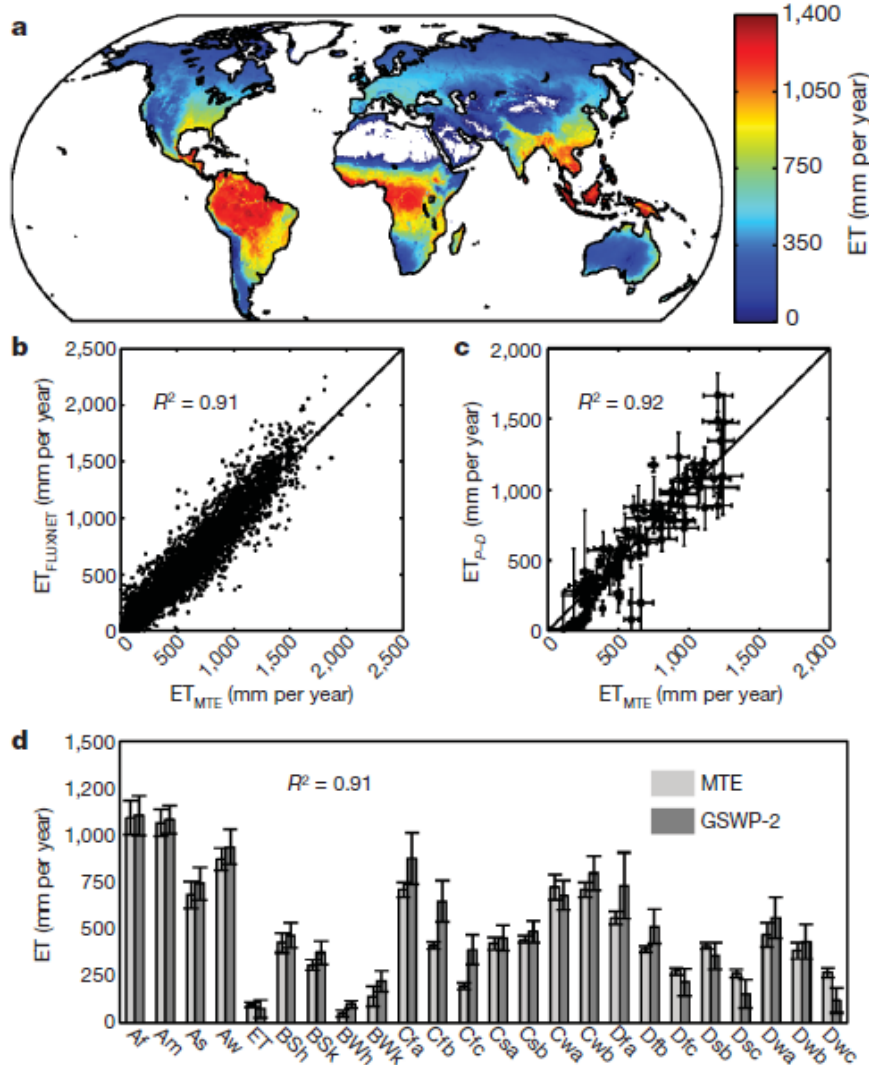 a
1,400
1,050
750
350
0
ET (mm per year)
b
2,500
2,000
1,500
1,000
500
0
ET_FLUXNET (mm per year)
R² = 0.91
0
500
1,000
1,500
2,000
2,500
ET_MTE (mm per year)
c
2,000
1,500
1,000
500
0
ET_P–D (mm per year)
R² = 0.92
0
500
1,000
1,500
2,000
ET_MTE (mm per year)
d
1,500
1,200
1,000
750
500
250
0
ET (mm per year)
R² = 0.91
MTE
GSWP-2
Af
Am
As
Aw
ET
BSh
BSk
BWh
BWk
Cfa
Cfb
Cfc
Csa
Csb
Cwa
Cwb
Dfa
Dfb
Dfc
Dsb
Dsc
Dwa
Dwb
Dwc